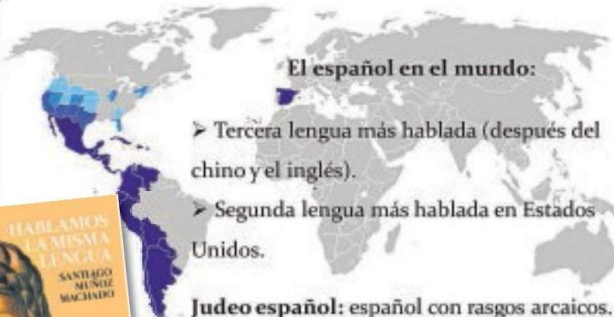 El español en el mundo:
➢ Tercera lengua más hablada (después del
chino y el inglés).
➢ Segunda lengua más hablada en Estados
Unidos.
Judeo español: español con rasgos arcaicos
HABLAMOS
LA MISMA
LENGUA
SANTIAGO
MUÑOZ
MACHADO